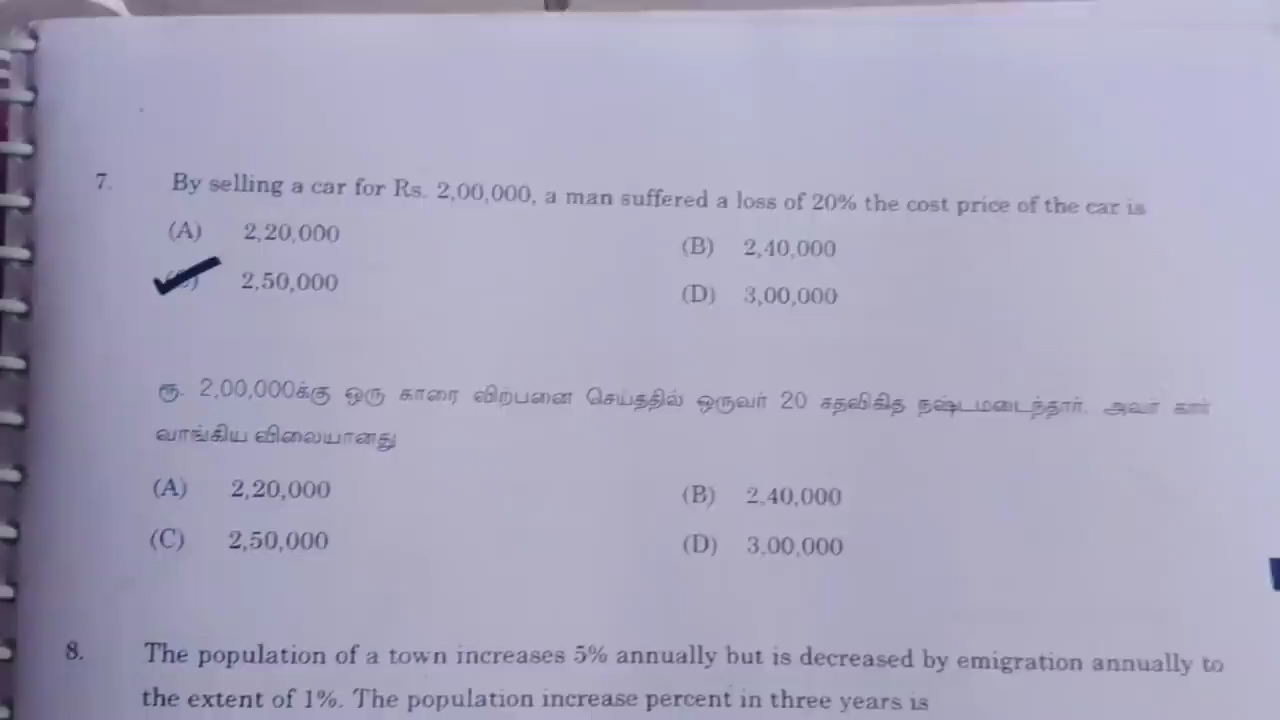 7. By selling a car for Rs. 2,00,000, a man suffered a loss of 20% the cost price of the car is
(A) 2,20,000 (B) 2,40,000
2,50,000 (D) 3,00,000
ரூ. 2,00,000க்கு ஒரு காரை விற்பனை செய்ததில் ஒருவர் 20 சதவிகித நஷ்டமடைந்தார். அவர் கார்
வாங்கிய விலையானது
(A) 2,20,000 (B) 2,40,000
(C) 2,50,000 (D) 3,00,000
8. The population of a town increases 5% annually but is decreased by emigration annually to
the extent of 1%. The population increase percent in three years is